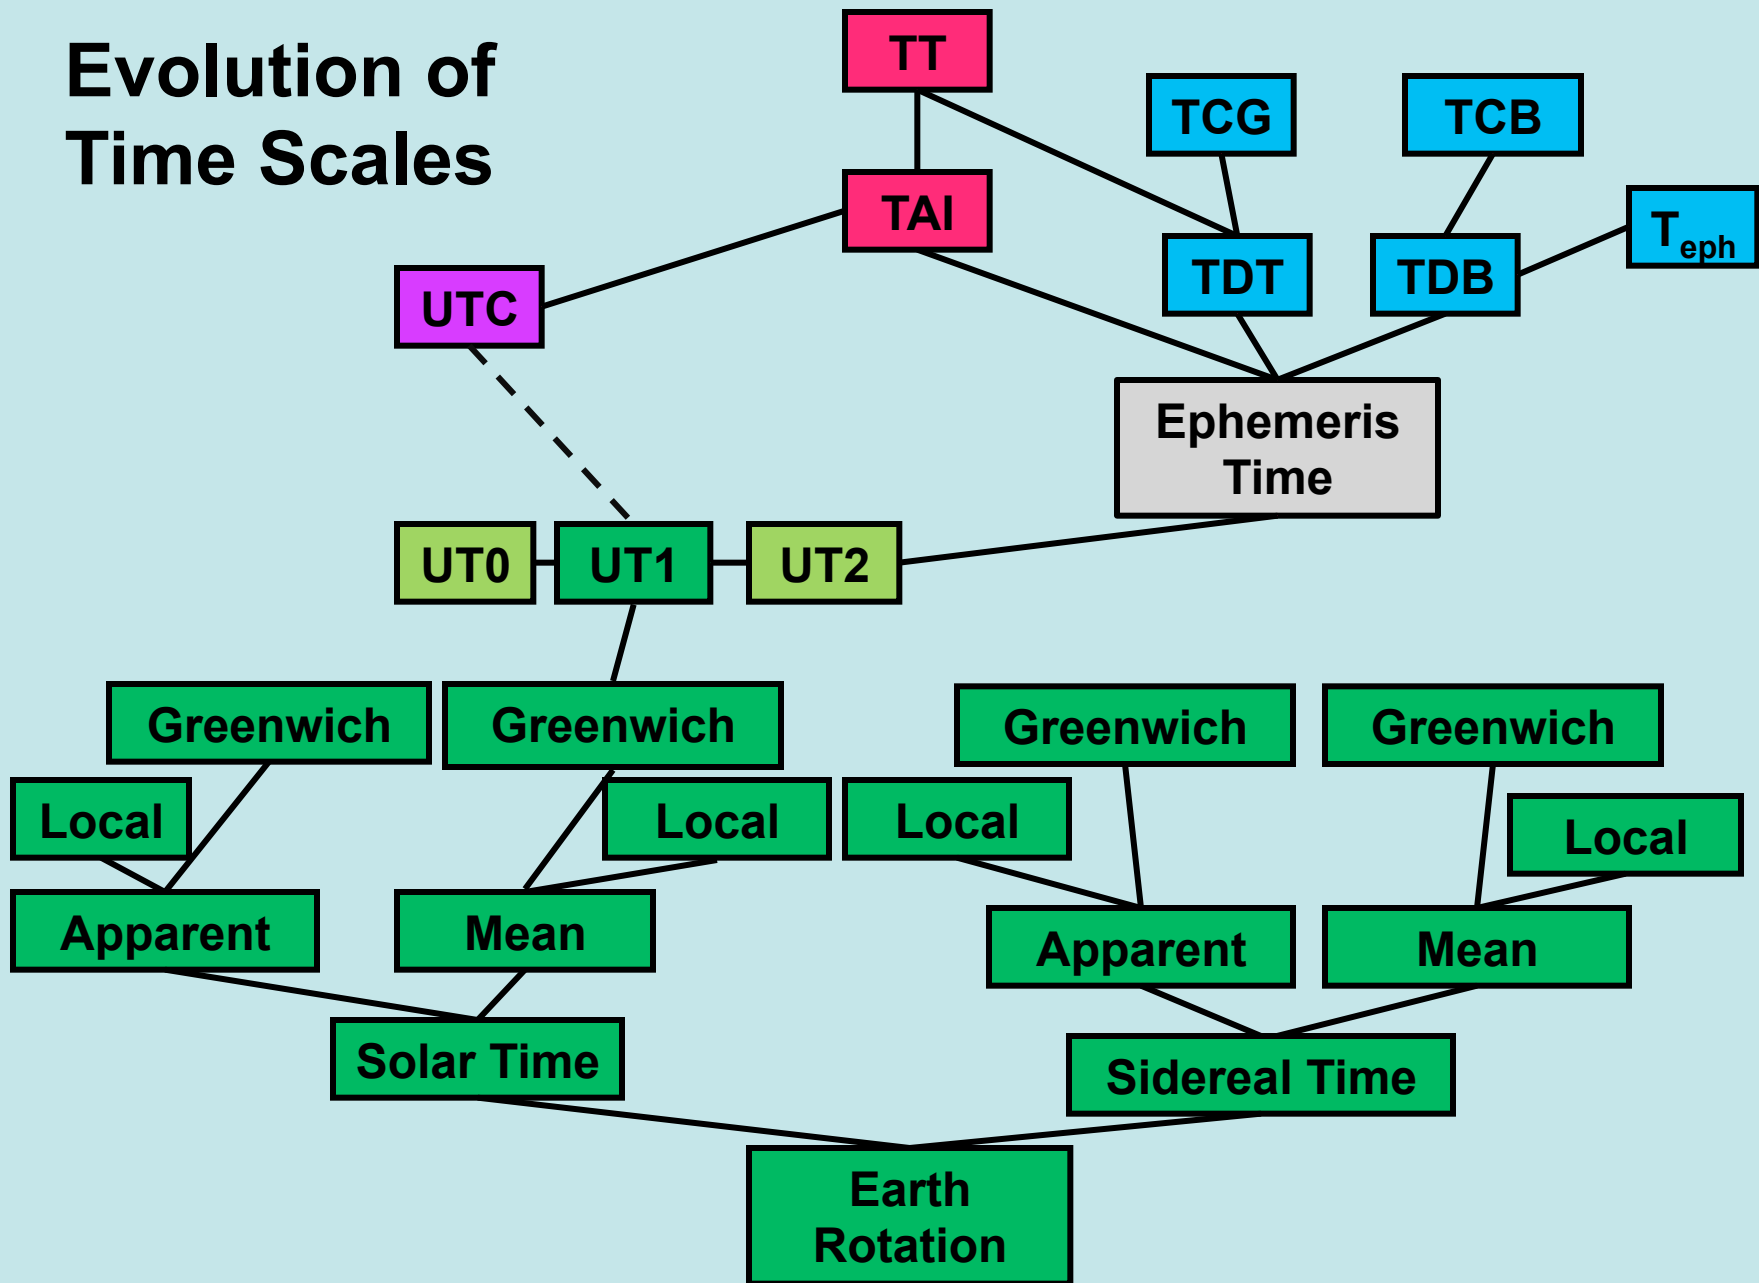 Evolution of
Time Scales
TT
TCG
TCB
TAI
T_eph
TDT
TDB
UTC
Ephemeris
Time
UT0
UT1
UT2
Greenwich
Greenwich
Greenwich
Greenwich
Local
Local
Local
Local
Apparent
Mean
Apparent
Mean
Solar Time
Sidereal Time
Earth
Rotation